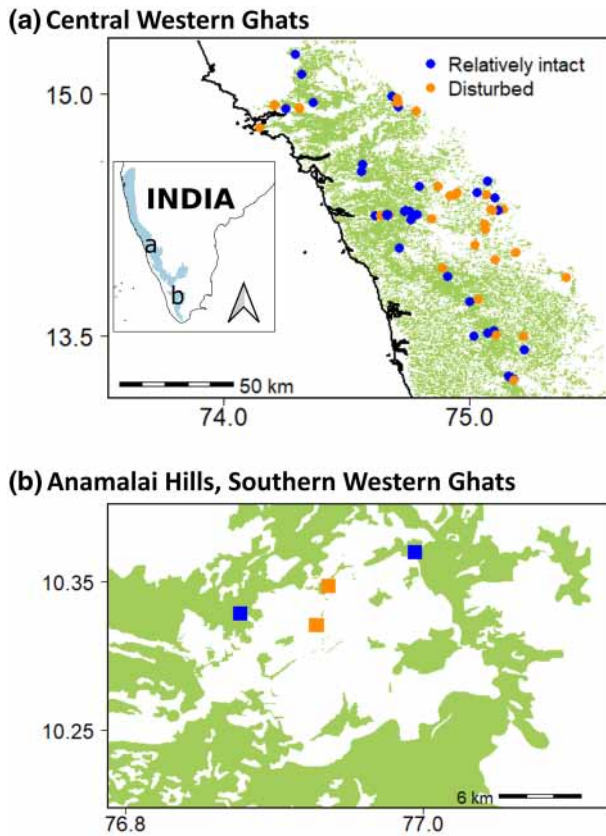 (a) Central Western Ghats
Relatively intact
Disturbed
15.0
INDIA
a
b
13.5
50 km
74.0 75.0
(b) Anamalai Hills, Southern Western Ghats
10.35
10.25
6 km
76.8 77.0